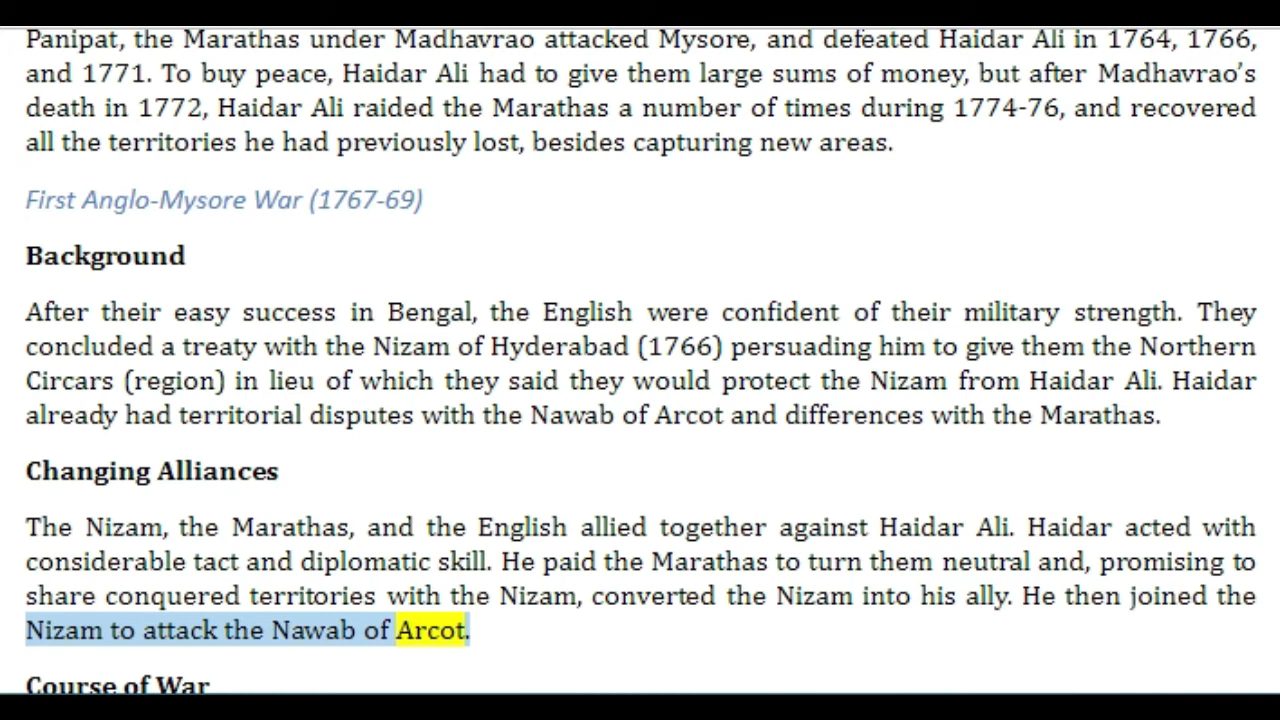 Panipat, the Marathas under Madhavrao attacked Mysore, and defeated Haidar Ali in 1764, 1766,
and 1771. To buy peace, Haidar Ali had to give them large sums of money, but after Madhavrao’s
death in 1772, Haidar Ali raided the Marathas a number of times during 1774-76, and recovered
all the territories he had previously lost, besides capturing new areas.
First Anglo-Mysore War (1767-69)
Background
After their easy success in Bengal, the English were confident of their military strength. They
concluded a treaty with the Nizam of Hyderabad (1766) persuading him to give them the Northern
Circars (region) in lieu of which they said they would protect the Nizam from Haidar Ali. Haidar
already had territorial disputes with the Nawab of Arcot and differences with the Marathas.
Changing Alliances
The Nizam, the Marathas, and the English allied together against Haidar Ali. Haidar acted with
considerable tact and diplomatic skill. He paid the Marathas to turn them neutral and, promising to
share conquered territories with the Nizam, converted the Nizam into his ally. He then joined the
Nizam to attack the Nawab of Arcot.
Course of War